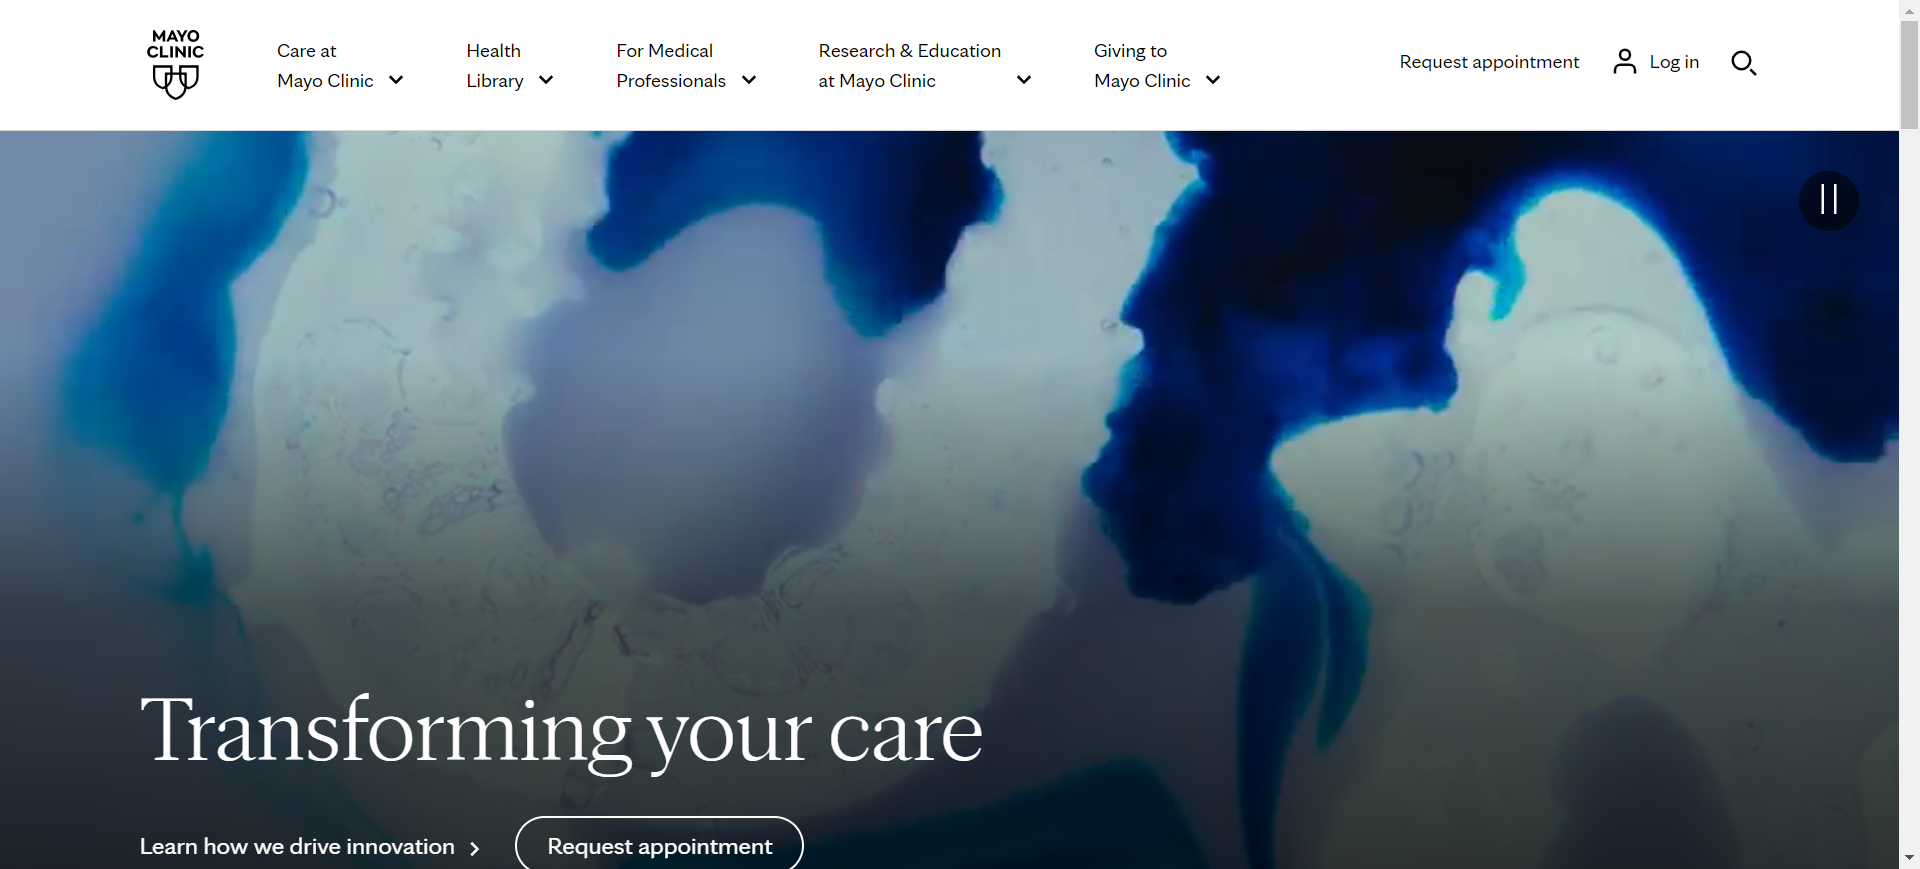 MAYO
CLINIC
Care at
Mayo Clinic
Health
Library
For Medical
Professionals
Research & Education
at Mayo Clinic
Giving to
Mayo Clinic
Request appointment
Log in
Transforming your care
Learn how we drive innovation
Request appointment